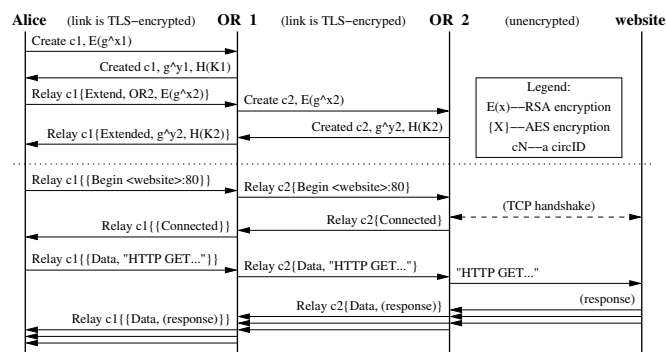 Alice (link is TLS−encrypted) OR 1 (link is TLS−encrypted) OR 2 (unencrypted) website
Create c1, E(g^x1)
Created c1, g^y1, H(K1)
Relay c1{Extend, OR2, E(g^x2)}
Create c2, E(g^x2)
Created c2, g^y2, H(K2)
Relay c1{Extended, g^y2, H(K2)}
Legend:
E(x)−−RSA encryption
{X}−−AES encryption
cN−−a circID
Relay c1{{Begin <website>:80}}
Relay c2{Begin <website>:80}
(TCP handshake)
Relay c2{Connected}
Relay c1{{Connected}}
Relay c1{{Data, "HTTP GET..."}}
Relay c2{Data, "HTTP GET..."}
"HTTP GET..."
(response)
Relay c2{Data, (response)}
Relay c1{{Data, (response)}}